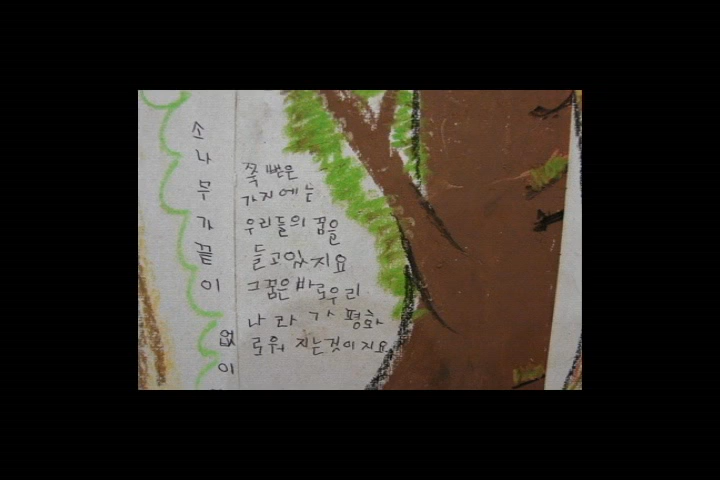 소나무가끝이
없이
쭉 뻗은
가지에는
우리들의 꿈을
들고있지요
그꿈은바로우리
나라가 평화
로워 지는것이지요